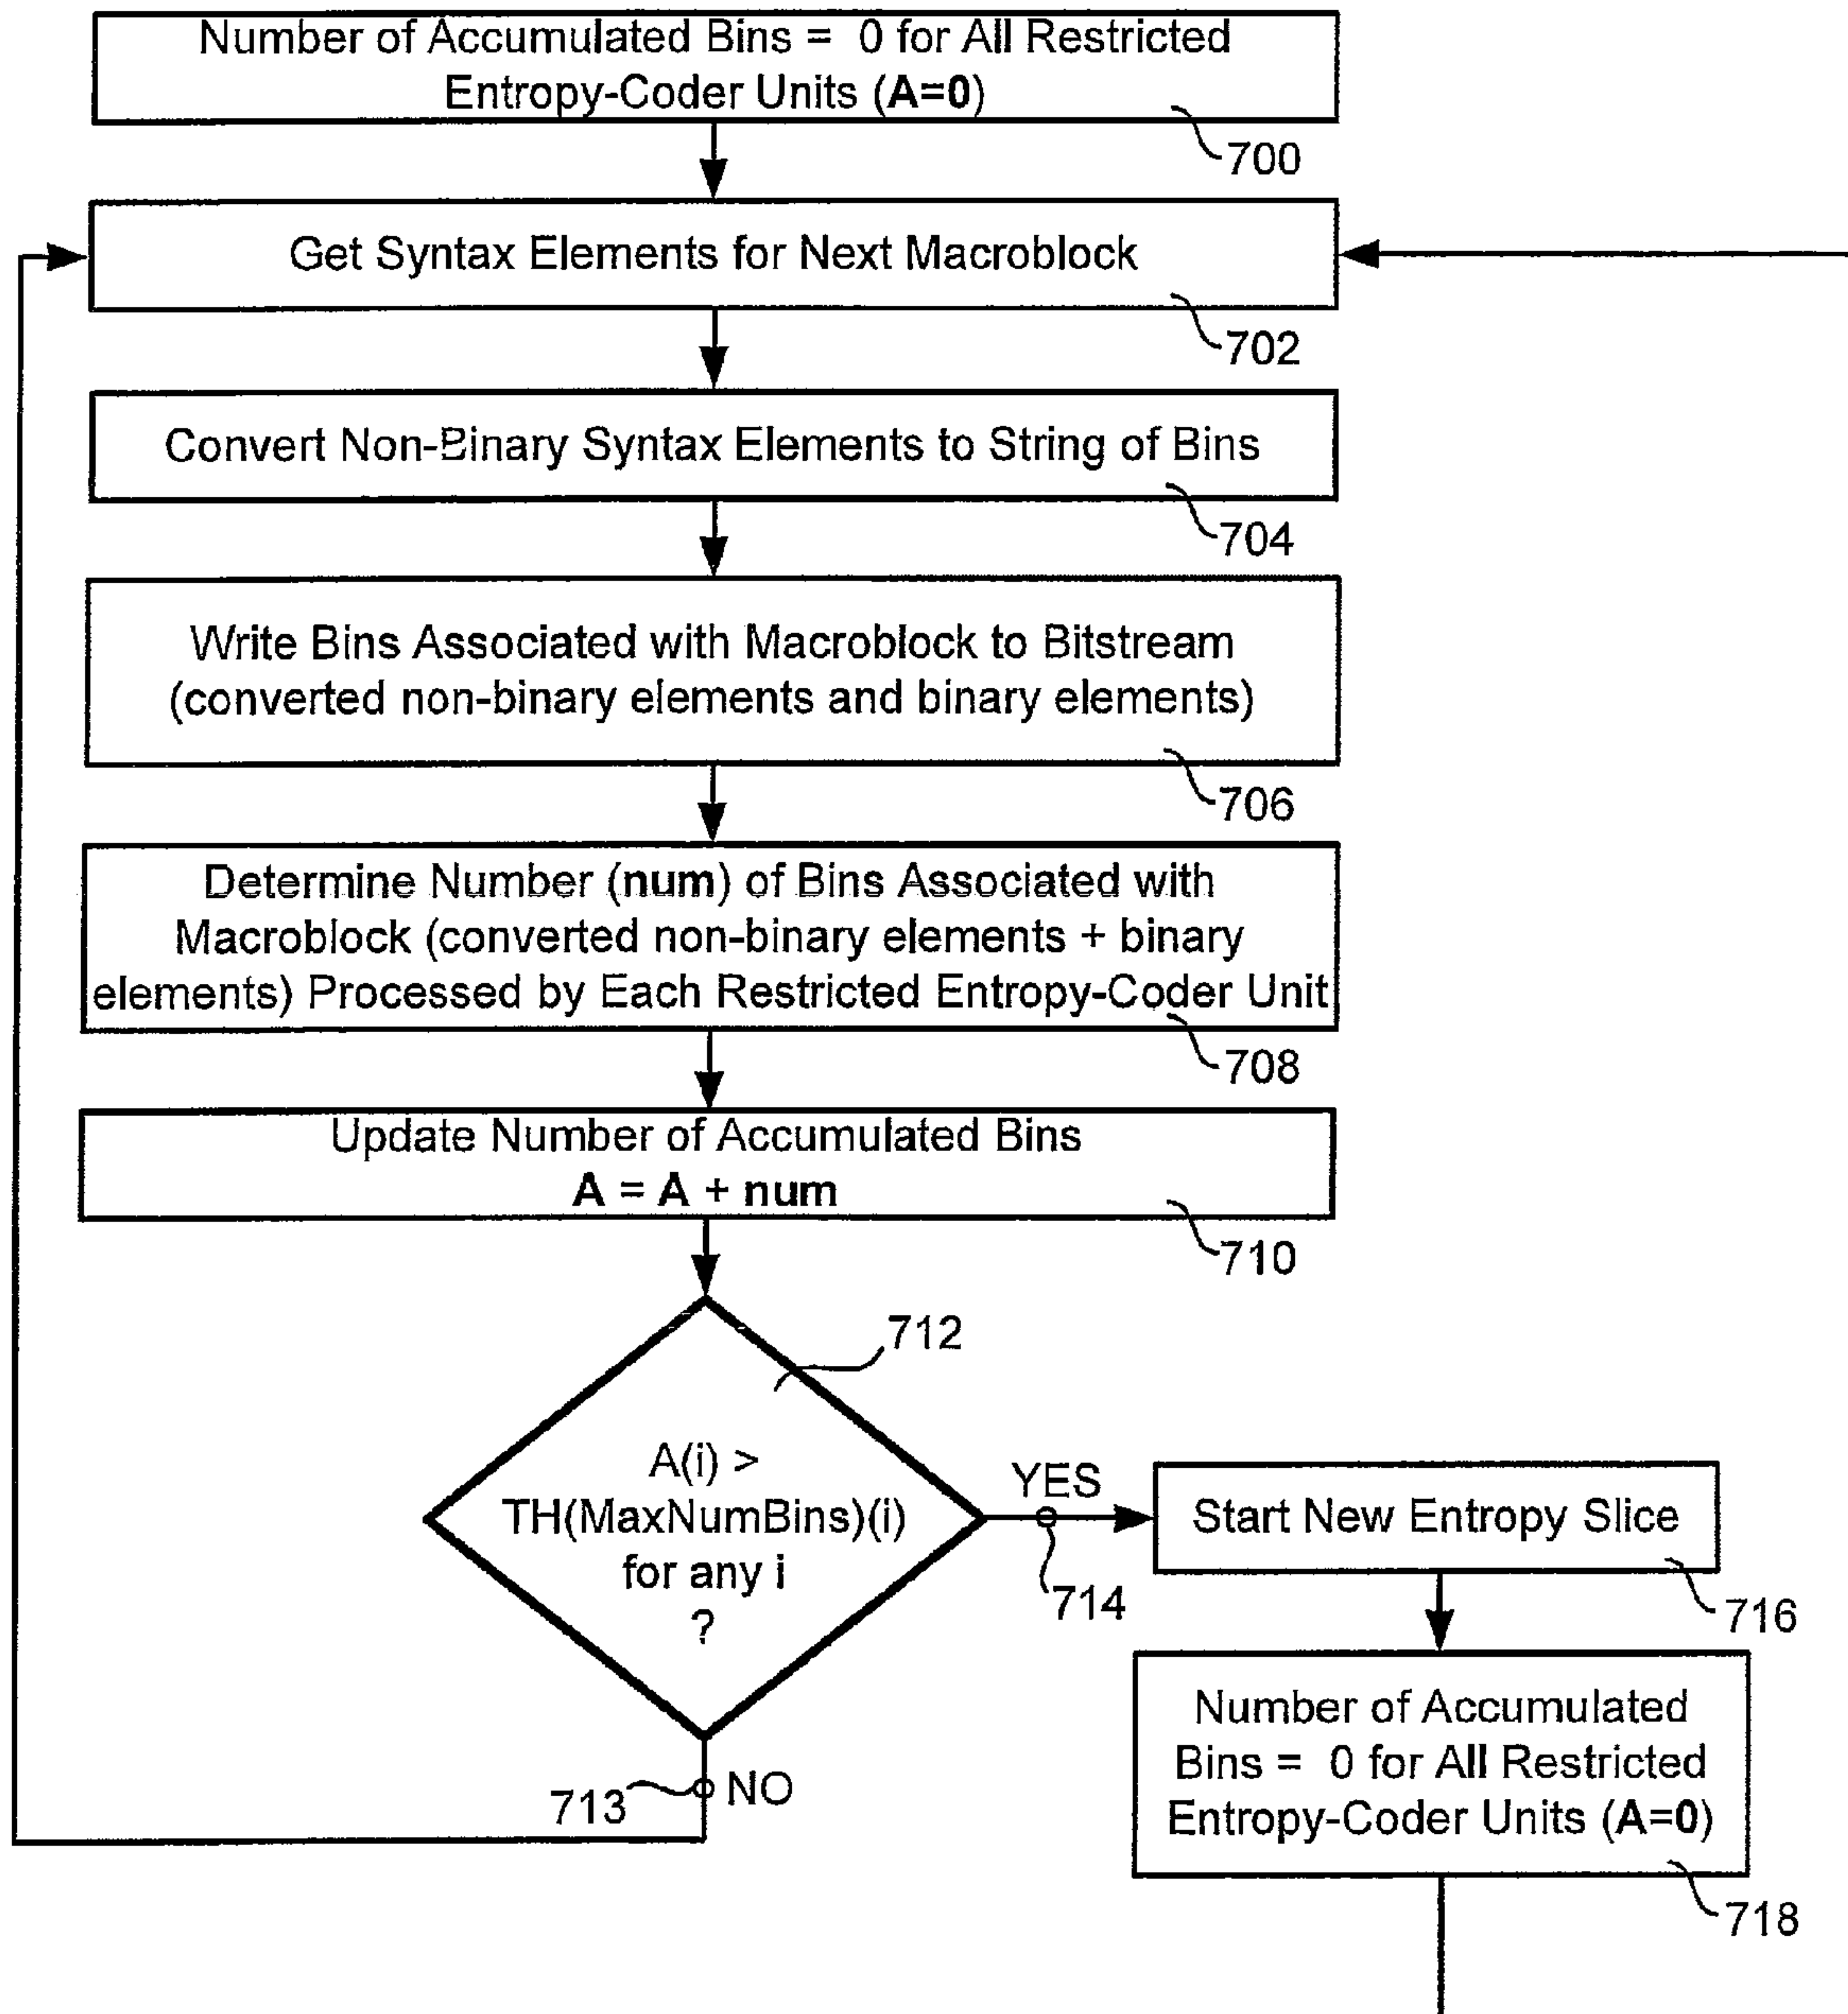 Number of Accumulated Bins = 0 for All Restricted
Entropy-Coder Units (A=0)
700
Get Syntax Elements for Next Macroblock
702
Convert Non-Binary Syntax Elements to String of Bins
704
Write Bins Associated with Macroblock to Bitstream
(converted non-binary elements and binary elements)
706
Determine Number (num) of Bins Associated with
Macroblock (converted non-binary elements + binary
elements) Processed by Each Restricted Entropy-Coder Unit
708
Update Number of Accumulated Bins
A = A + num
710
712
A(i) >
TH(MaxNumBins)(i)
for any i
?
YES
714
Start New Entropy Slice
716
713
NO
Number of Accumulated
Bins = 0 for All Restricted
Entropy-Coder Units (A=0)
718